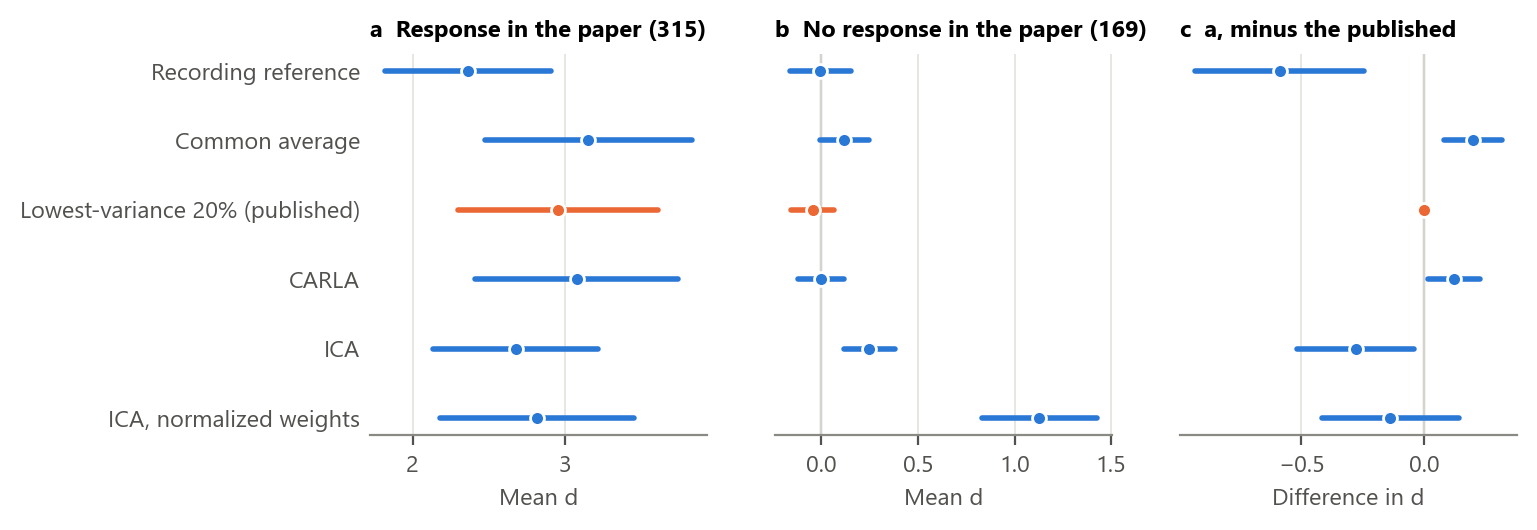 a Response in the paper (315)
b No response in the paper (169)
c a, minus the published
Recording reference
Common average
Lowest-variance 20% (published)
CARLA
ICA
ICA, normalized weights
2 3
0.0 0.5 1.0 1.5
−0.5 0.0
Mean d
Mean d
Difference in d